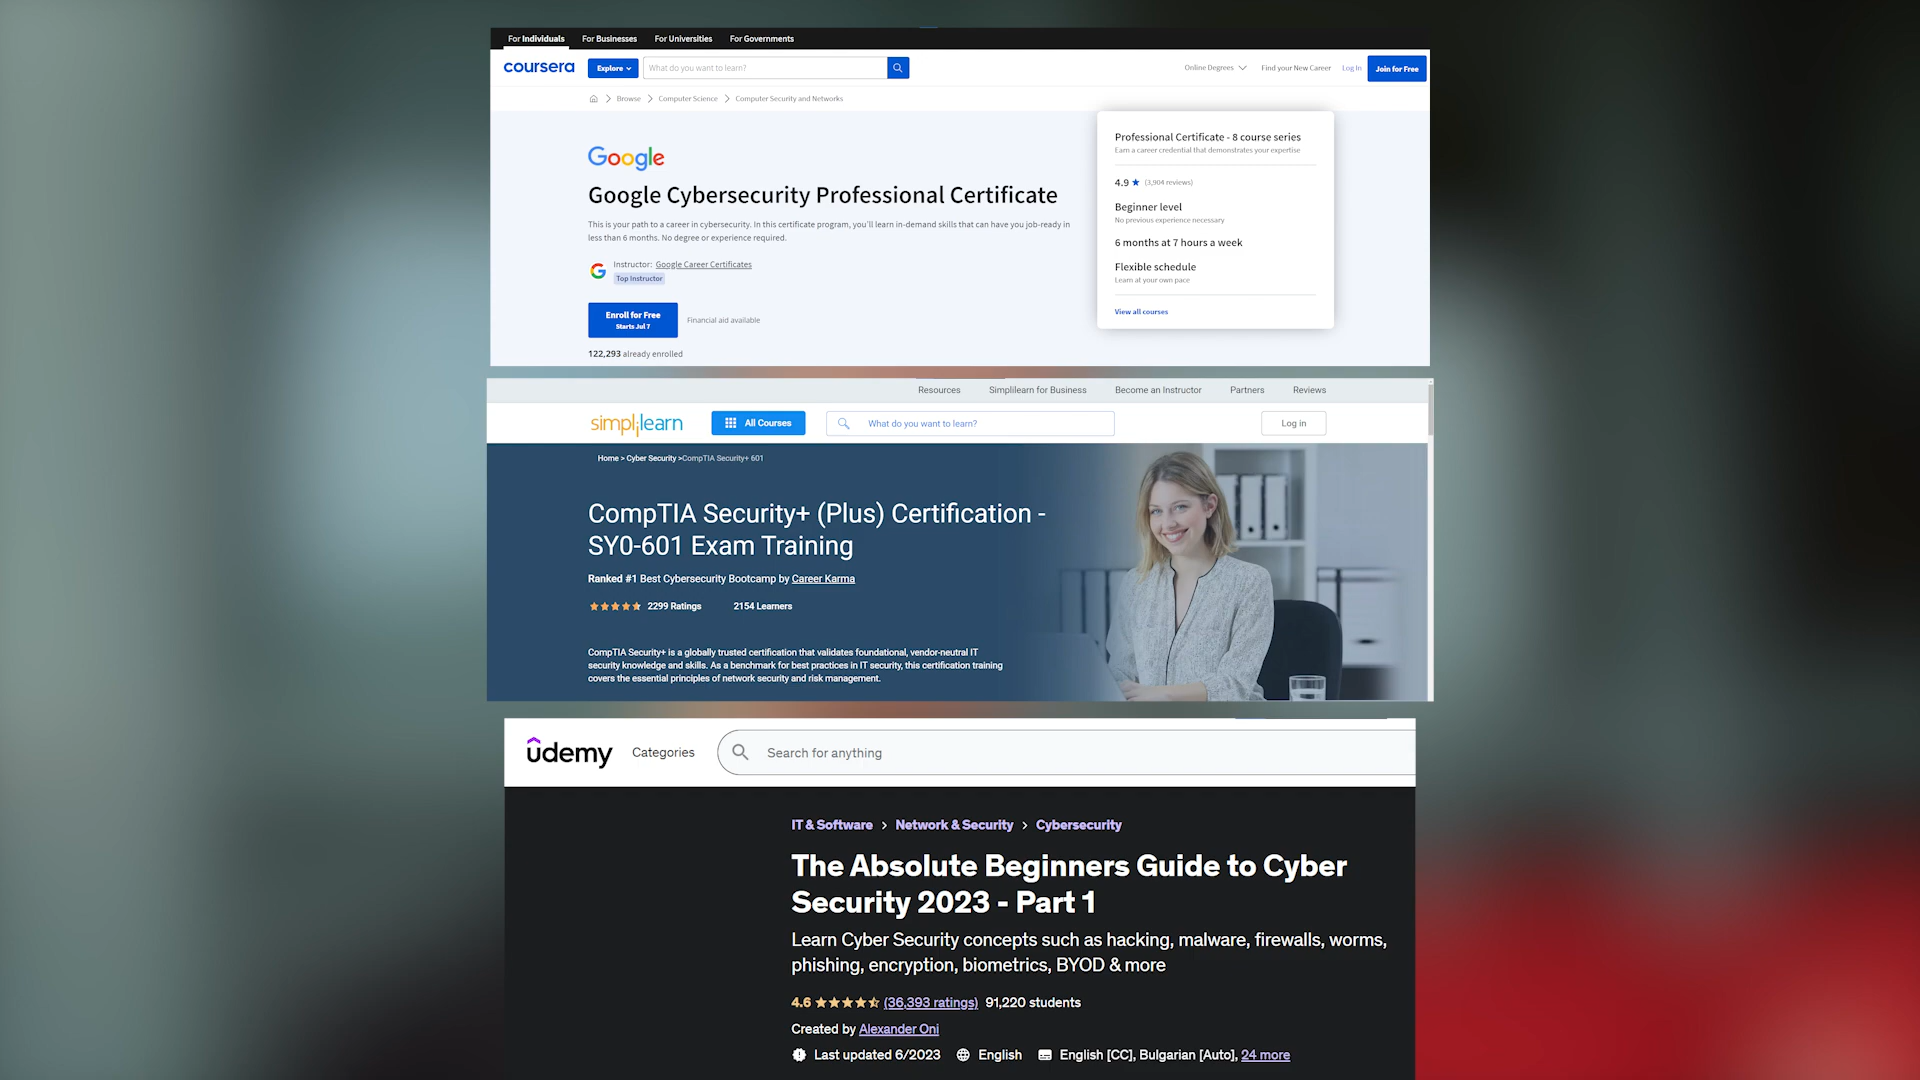 For Individuals For Businesses For Universities For Governments
coursera Explore What do you want to learn? Online Degrees Find your New Career Log In Join for Free
Browse Computer Science Computer Security and Networks
Google
Google Cybersecurity Professional Certificate
This is your path to a career in cybersecurity. In this certificate program, you'll learn in-demand skills that can have you job-ready in
less than 6 months. No degree or experience required.
Instructor: Google Career Certificates
Top Instructor
Enroll for Free
Starts Jul 7
Financial aid available
122,293 already enrolled
Professional Certificate - 8 course series
Earn a career credential that demonstrates your expertise
4.9 ★ (3,904 reviews)
Beginner level
No previous experience necessary
6 months at 7 hours a week
Flexible schedule
Learn at your own pace
View all courses
Resources Simplilearn for Business Become an Instructor Partners Reviews
simplilearn All Courses What do you want to learn? Log in
Home > Cyber Security >CompTIA Security+ 601
CompTIA Security+ (Plus) Certification -
SY0-601 Exam Training
Ranked #1 Best Cybersecurity Bootcamp by Career Karma
2299 Ratings 2154 Learners
CompTIA Security+ is a globally trusted certification that validates foundational, vendor-neutral IT
security knowledge and skills. As a benchmark for best practices in IT security, this certification training
covers the essential principles of network security and risk management.
udemy Categories Search for anything
IT & Software > Network & Security > Cybersecurity
The Absolute Beginners Guide to Cyber
Security 2023 - Part 1
Learn Cyber Security concepts such as hacking, malware, firewalls, worms,
phishing, encryption, biometrics, BYOD & more
4.6 (36,393 ratings) 91,220 students
Created by Alexander Oni
Last updated 6/2023 English English [CC], Bulgarian [Auto], 24 more